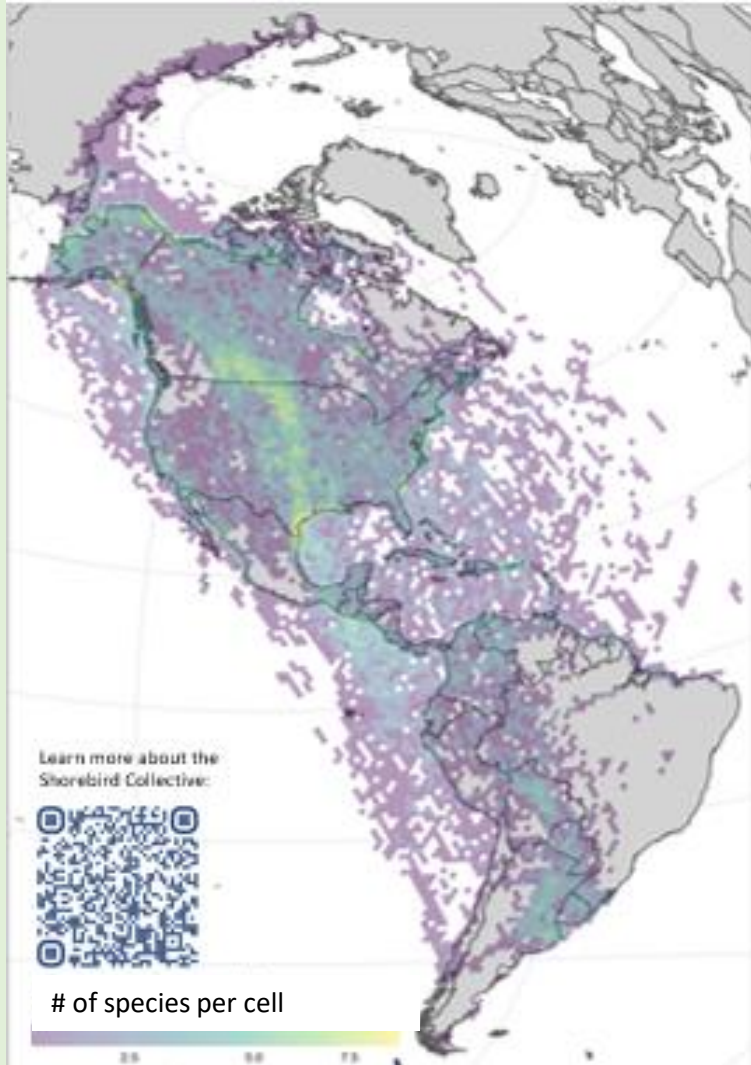 Learn more about the
Shorebird Collective:
# of species per cell
2.5 5.0 7.5